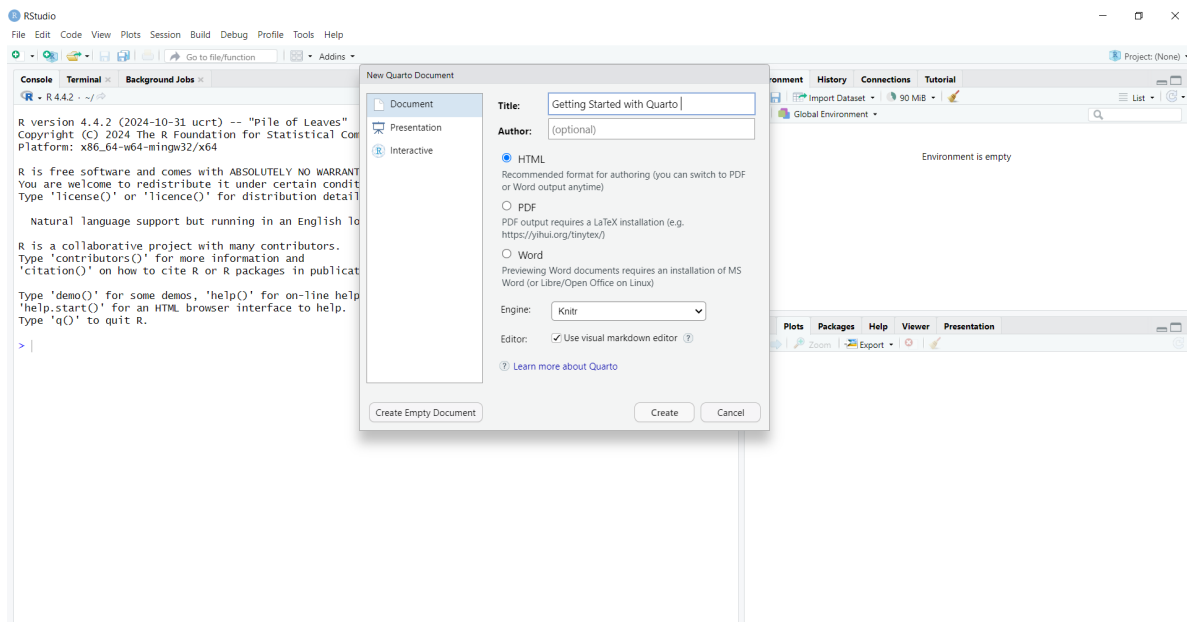 RStudio
File Edit Code View Plots Session Build Debug Profile Tools Help
Go to file/function Addins Project: (None)
Console Terminal Background Jobs
R 4.4.2 · ~/
R version 4.4.2 (2024-10-31 ucrt) -- "Pile of Leaves"
Copyright (C) 2024 The R Foundation for Statistical Com
Platform: x86_64-w64-mingw32/x64
R is free software and comes with ABSOLUTELY NO WARRANT
You are welcome to redistribute it under certain condit
Type 'license()' or 'licence()' for distribution detail
Natural language support but running in an English lo
R is a collaborative project with many contributors.
Type 'contributors()' for more information and
'citation()' on how to cite R or R packages in publicat
Type 'demo()' for some demos, 'help()' for on-line help
'help.start()' for an HTML browser interface to help.
Type 'q()' to quit R.
>
New Quarto Document
Document
Presentation
Interactive
Title: Getting Started with Quarto
Author: (optional)
HTML
Recommended format for authoring (you can switch to PDF
or Word output anytime)
PDF
PDF output requires a LaTeX installation (e.g.
https://yihui.org/tinytex/)
Word
Previewing Word documents requires an installation of MS
Word (or Libre/Open Office on Linux)
Engine: Knitr
Editor: Use visual markdown editor ?
? Learn more about Quarto
Create Empty Document Create Cancel
ronment History Connections Tutorial
Import Dataset 90 MiB List
Global Environment
Environment is empty
Plots Packages Help Viewer Presentation
Zoom Export